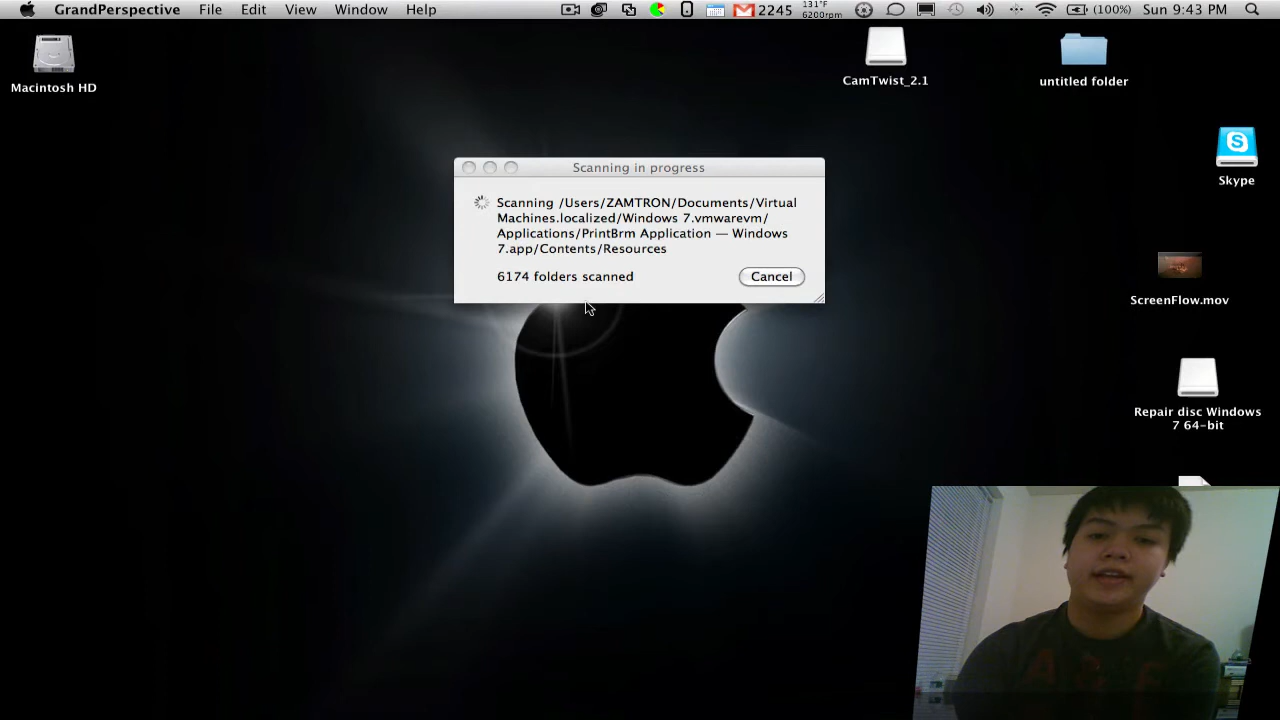 GrandPerspective File Edit View Window Help 2245 131°F 6200rpm (100%) Sun 9:43 PM
Macintosh HD
CamTwist_2.1
untitled folder
Skype
Scanning in progress
Scanning /Users/ZAMTRON/Documents/Virtual
Machines.localized/Windows 7.vmwarevm/
Applications/PrintBrm Application — Windows
7.app/Contents/Resources
6174 folders scanned
Cancel
ScreenFlow.mov
Repair disc Windows
7 64-bit